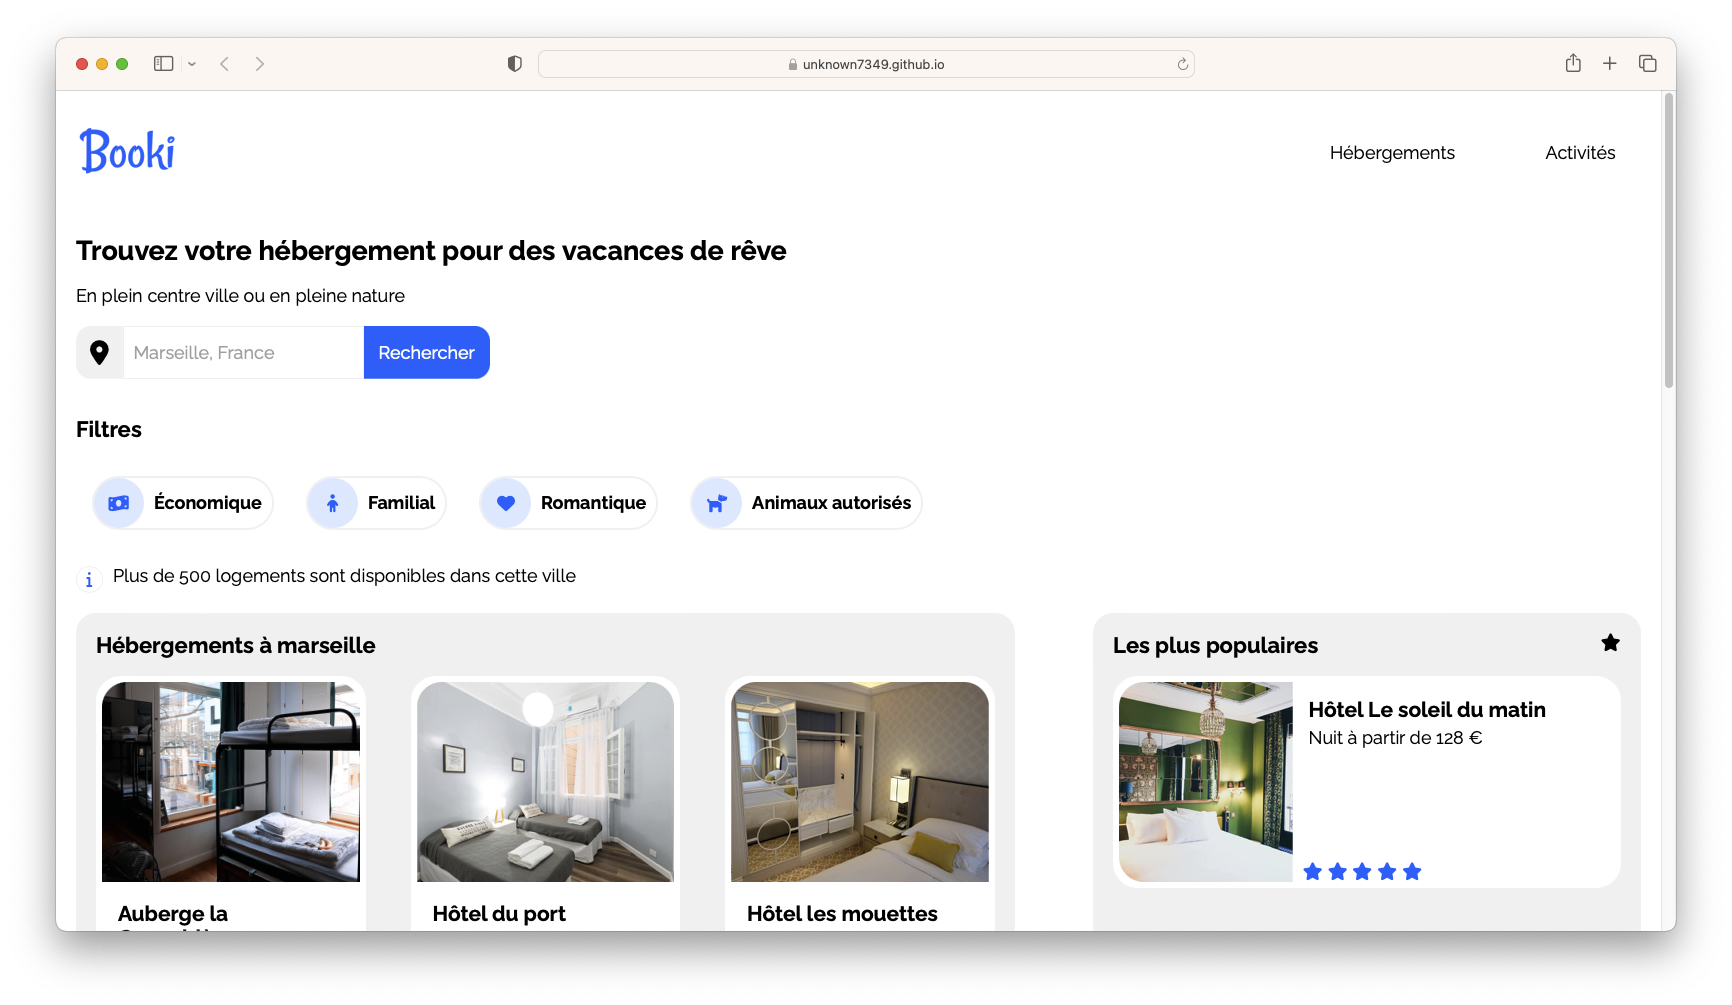 unknown7349.github.io
Booki
Hébergements
Activités
Trouvez votre hébergement pour des vacances de rêve
En plein centre ville ou en pleine nature
Marseille, France
Rechercher
Filtres
Économique
Familial
Romantique
Animaux autorisés
Plus de 500 logements sont disponibles dans cette ville
Hébergements à marseille
Auberge la
Hôtel du port
Hôtel les mouettes
Les plus populaires
Hôtel Le soleil du matin
Nuit à partir de 128 €